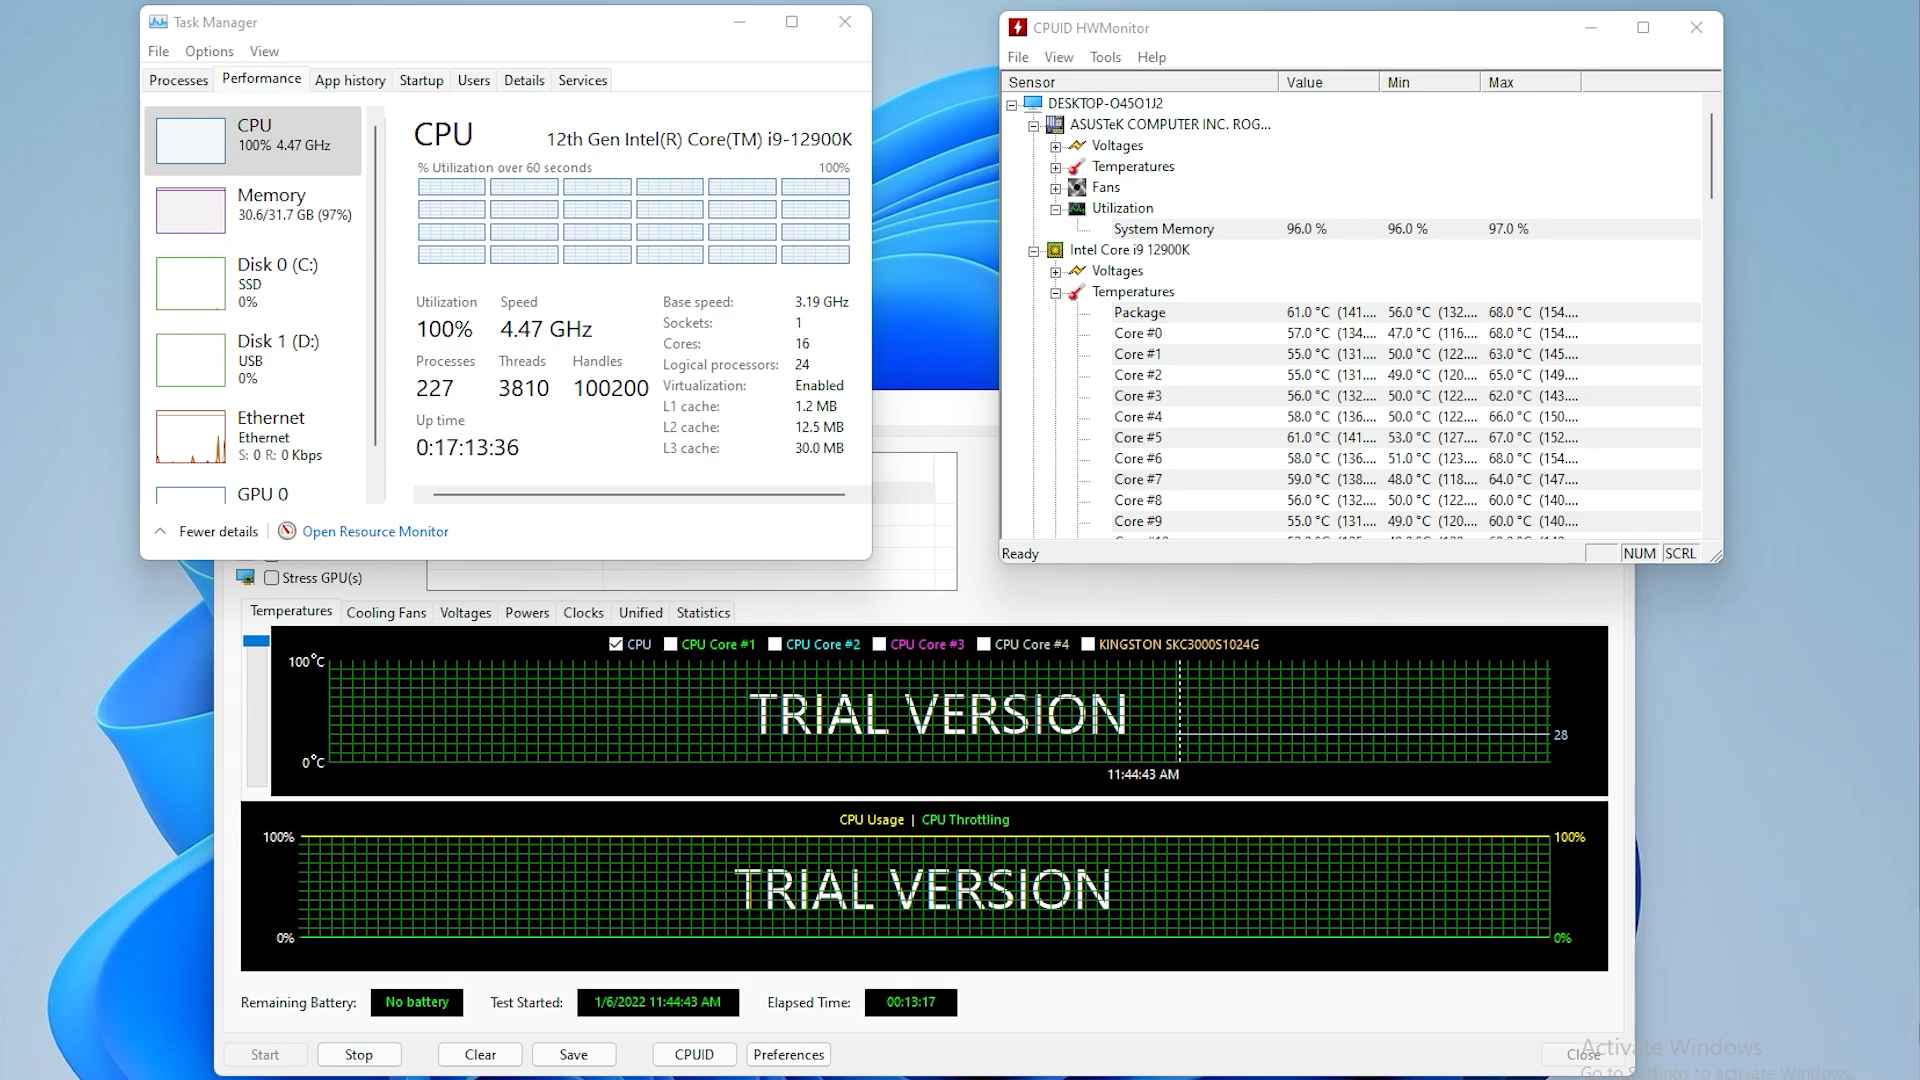 Task Manager
File Options View
Processes Performance App history Startup Users Details Services
CPU
100% 4.47 GHz
Memory
30.6/31.7 GB (97%)
Disk 0 (C:)
SSD
0%
Disk 1 (D:)
USB
0%
Ethernet
Ethernet
S: 0 R: 0 Kbps
GPU 0
CPU 12th Gen Intel(R) Core(TM) i9-12900K
% Utilization over 60 seconds 100%
Utilization Speed
100% 4.47 GHz
Processes Threads Handles
227 3810 100200
Up time
0:17:13:36
Base speed: 3.19 GHz
Sockets: 1
Cores: 16
Logical processors: 24
Virtualization: Enabled
L1 cache: 1.2 MB
L2 cache: 12.5 MB
L3 cache: 30.0 MB
Fewer details Open Resource Monitor
CPUID HWMonitor
File View Tools Help
Sensor Value Min Max
DESKTOP-O45O1J2
ASUSTeK COMPUTER INC. ROG...
Voltages
Temperatures
Fans
Utilization
System Memory 96.0 % 96.0 % 97.0 %
Intel Core i9 12900K
Voltages
Temperatures
Package 61.0 °C (141.... 56.0 °C (132.... 68.0 °C (154....
Core #0 57.0 °C (134.... 47.0 °C (116.... 68.0 °C (154....
Core #1 55.0 °C (131.... 50.0 °C (122.... 63.0 °C (145....
Core #2 55.0 °C (131.... 49.0 °C (120.... 65.0 °C (149....
Core #3 56.0 °C (132.... 50.0 °C (122.... 62.0 °C (143....
Core #4 58.0 °C (136.... 50.0 °C (122.... 66.0 °C (150....
Core #5 61.0 °C (141.... 53.0 °C (127.... 67.0 °C (152....
Core #6 58.0 °C (136.... 51.0 °C (123.... 68.0 °C (154....
Core #7 59.0 °C (138.... 48.0 °C (118.... 64.0 °C (147....
Core #8 56.0 °C (132.... 50.0 °C (122.... 60.0 °C (140....
Core #9 55.0 °C (131.... 49.0 °C (120.... 60.0 °C (140....
Ready NUM SCRL
Stress GPU(s)
Temperatures Cooling Fans Voltages Powers Clocks Unified Statistics
CPU CPU Core #1 CPU Core #2 CPU Core #3 CPU Core #4 KINGSTON SKC3000S1024G
100°C
TRIAL VERSION
28
0°C
11:44:43 AM
CPU Usage | CPU Throttling
100% 100%
TRIAL VERSION
0% 0%
Remaining Battery: No battery Test Started: 1/6/2022 11:44:43 AM Elapsed Time: 00:13:17
Start Stop Clear Save CPUID Preferences Close
Activate Windows
Go to Settings to activate Windows.